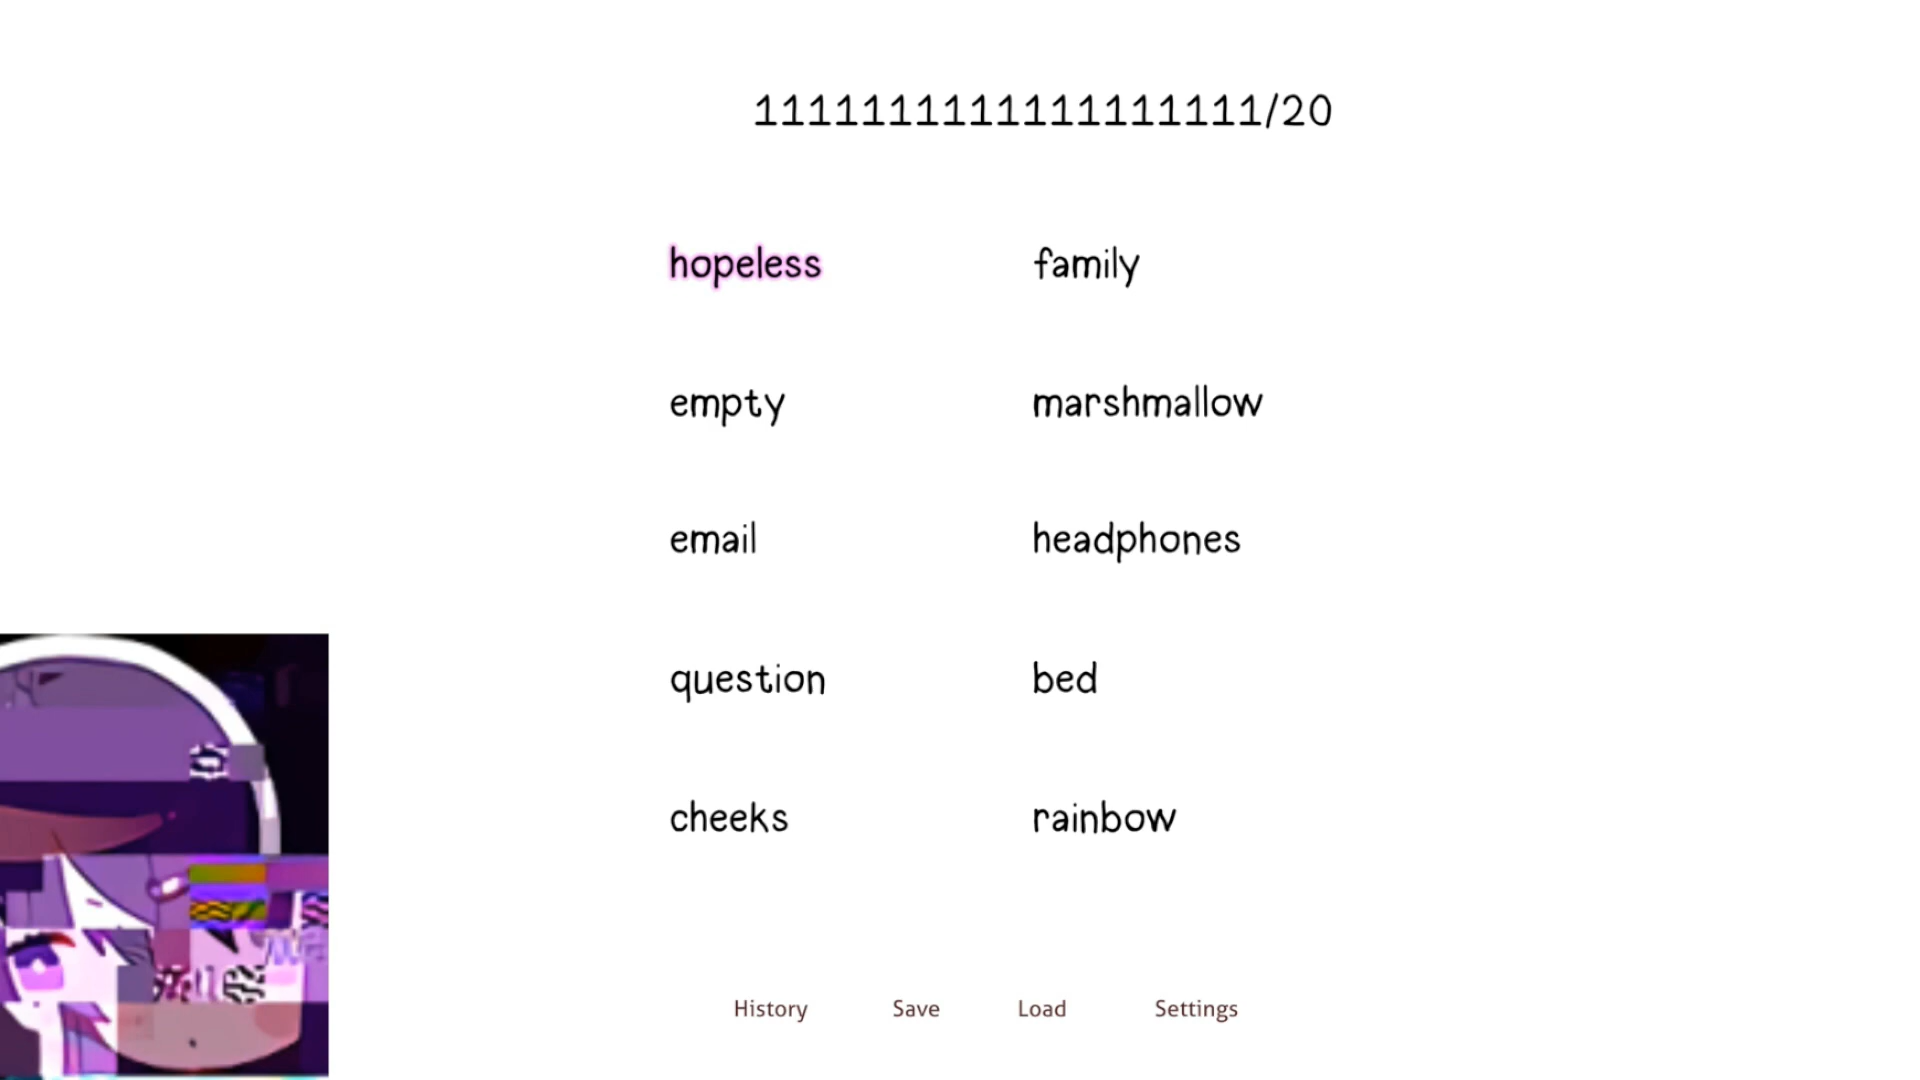 1111111111111111111/20
hopeless family
empty marshmallow
email headphones
question bed
cheeks rainbow
History Save Load Settings